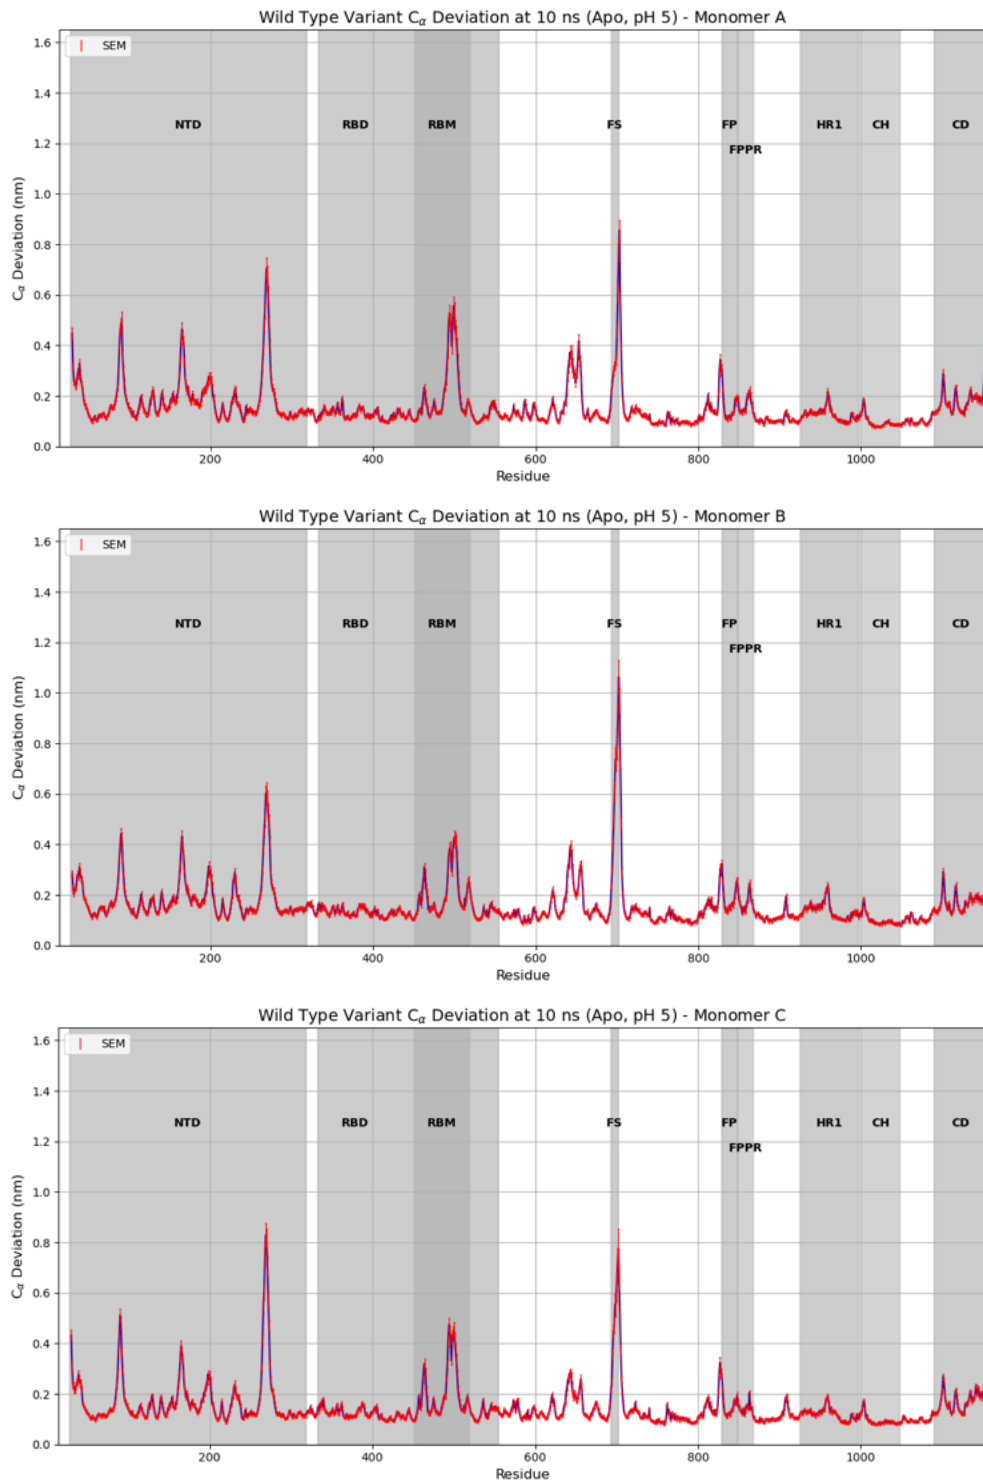 Wild Type Variant Cα Deviation at 10 ns (Apo, pH 5) - Monomer A
SEM
1.6
1.4
1.2
1.0
0.8
0.6
0.4
0.2
0.0
Cα Deviation (nm)
NTD
RBD
RBM
FS
FP
FPPR
HR1
CH
CD
200
400
600
800
1000
Residue
Wild Type Variant Cα Deviation at 10 ns (Apo, pH 5) - Monomer B
SEM
1.6
1.4
1.2
1.0
0.8
0.6
0.4
0.2
0.0
Cα Deviation (nm)
NTD
RBD
RBM
FS
FP
FPPR
HR1
CH
CD
200
400
600
800
1000
Residue
Wild Type Variant Cα Deviation at 10 ns (Apo, pH 5) - Monomer C
SEM
1.6
1.4
1.2
1.0
0.8
0.6
0.4
0.2
0.0
Cα Deviation (nm)
NTD
RBD
RBM
FS
FP
FPPR
HR1
CH
CD
200
400
600
800
1000
Residue